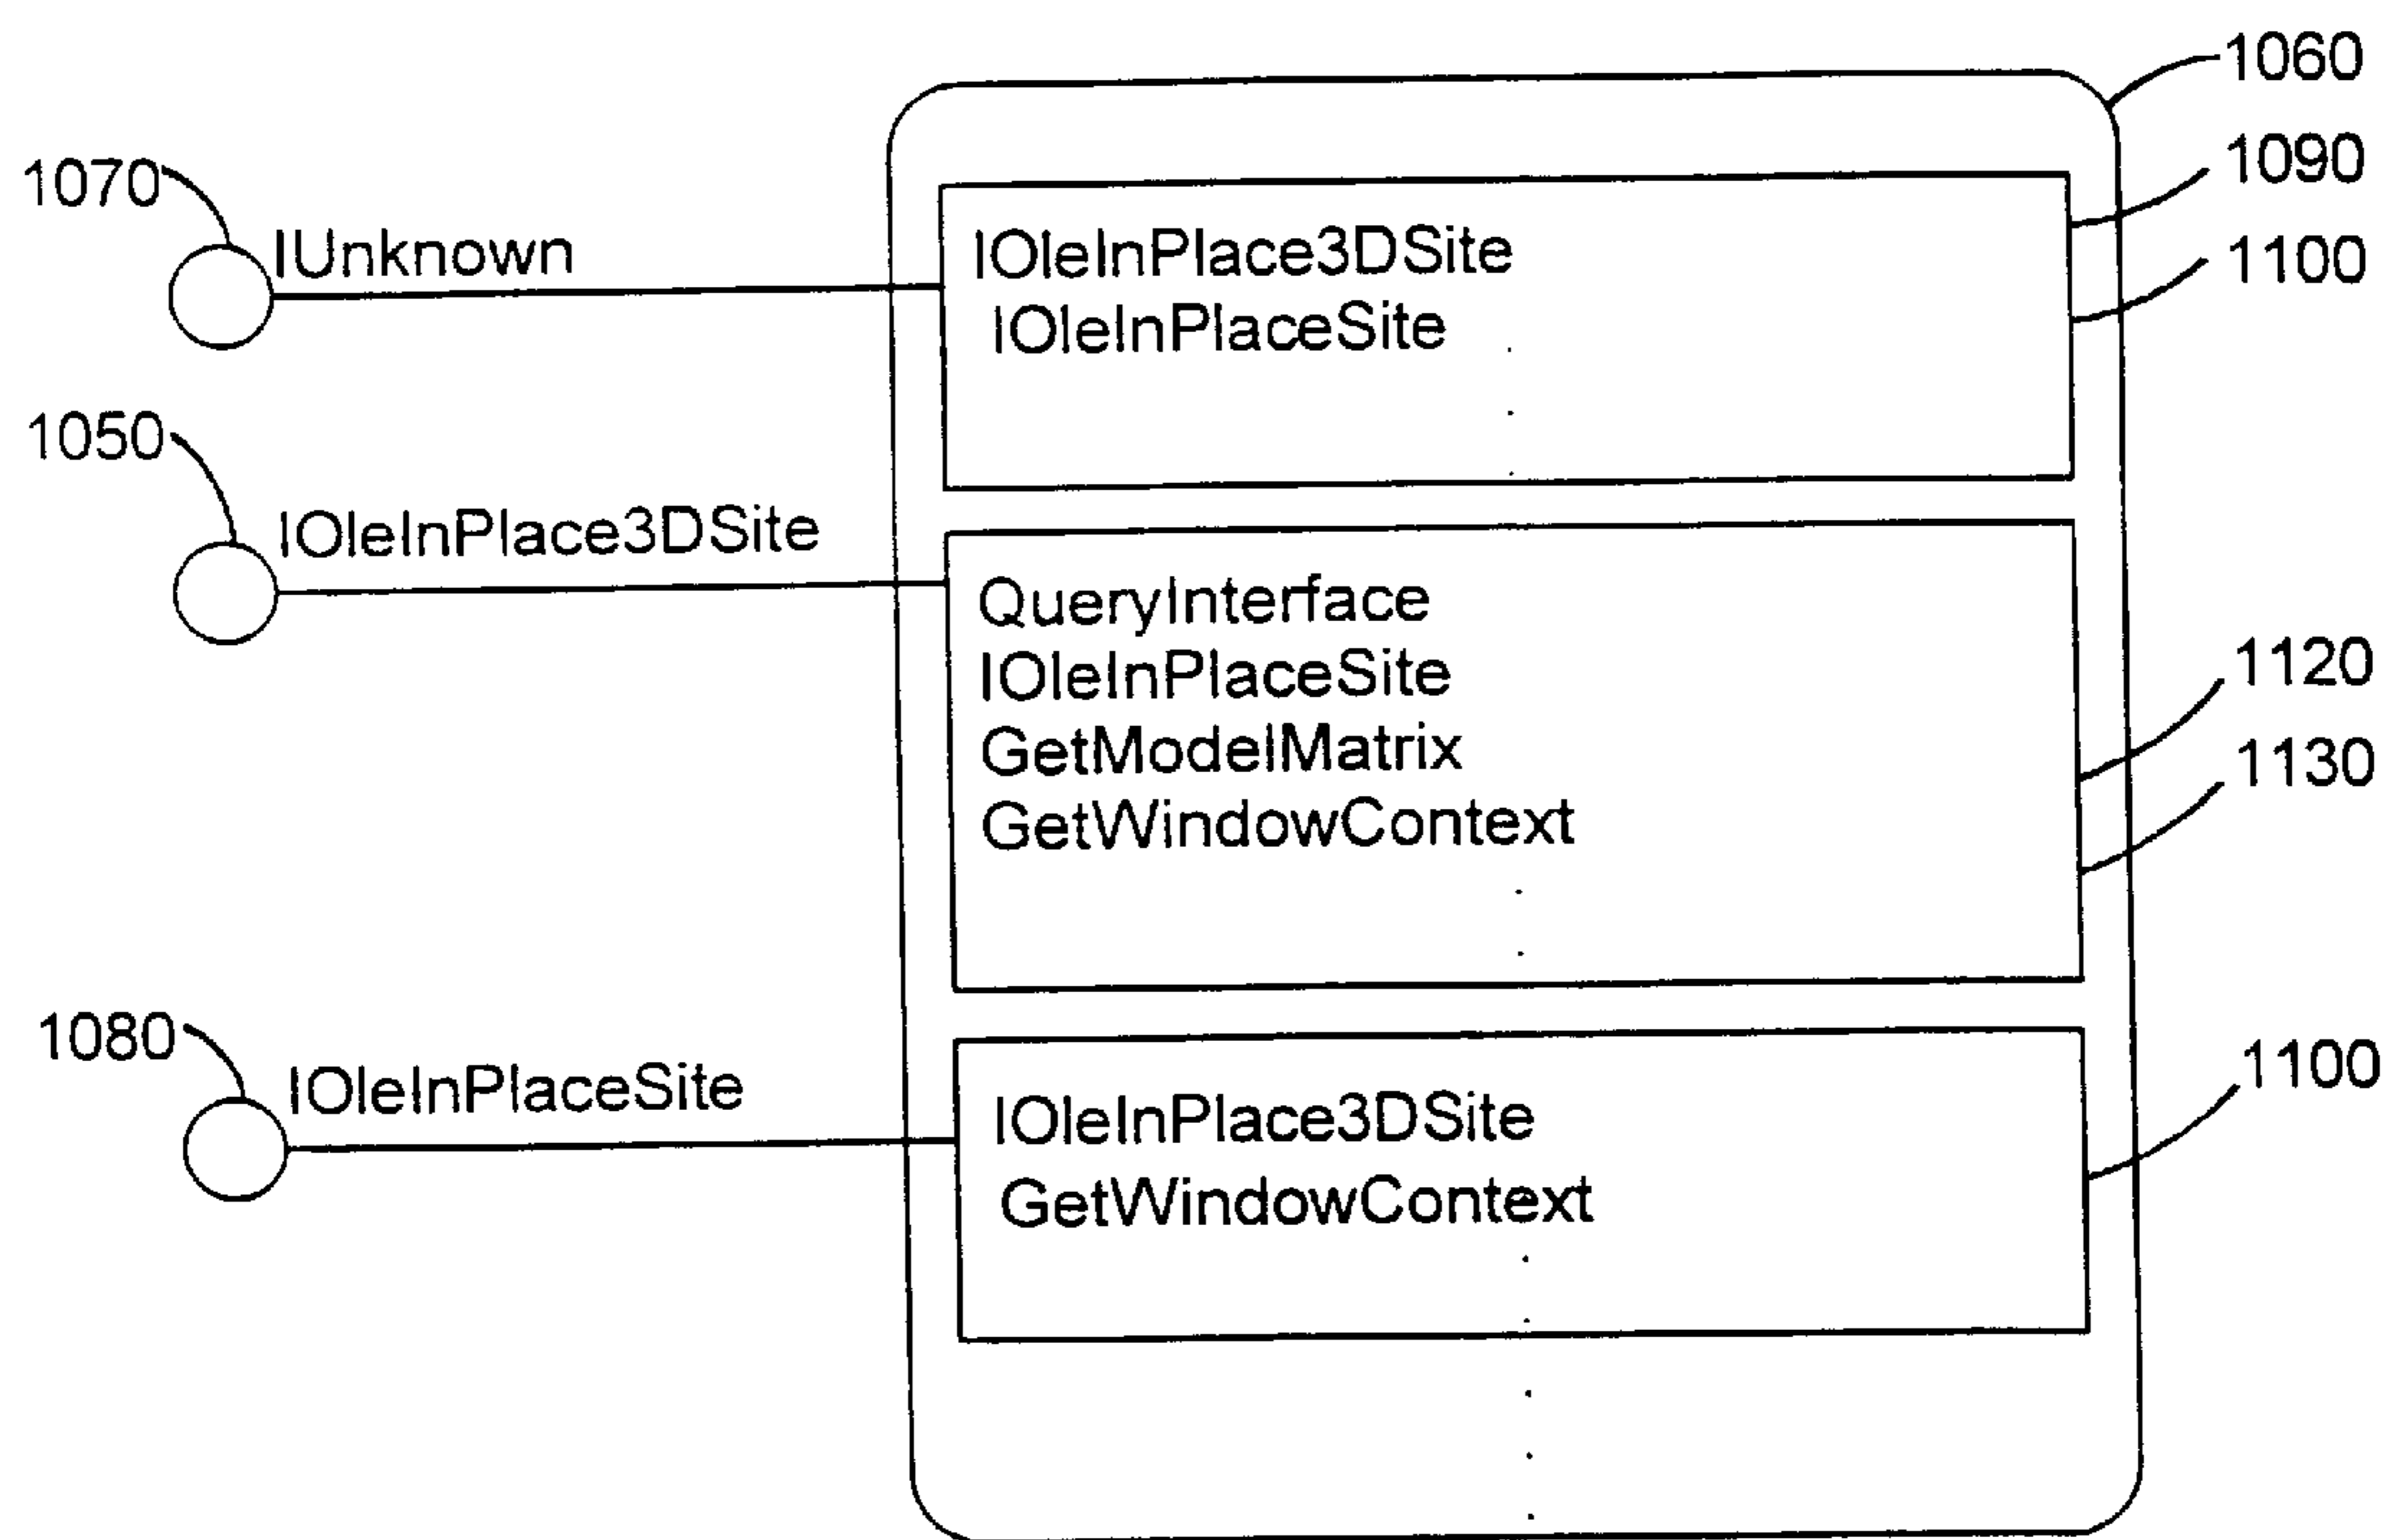 1060
1070
1090
IUnknown
IOleInPlace3DSite
1100
IOleInPlaceSite
1050
IOleInPlace3DSite
QueryInterface
IOleInPlaceSite
1120
GetModelMatrix
1130
GetWindowContext
1080
IOleInPlaceSite
1100
IOleInPlace3DSite
GetWindowContext